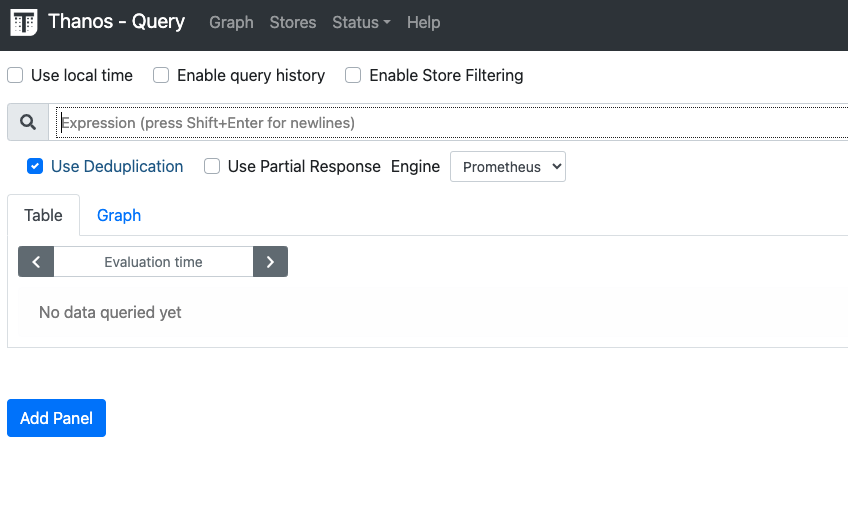 Thanos - Query Graph Stores Status Help
Use local time Enable query history Enable Store Filtering
Expression (press Shift+Enter for newlines)
Use Deduplication Use Partial Response Engine Prometheus
Table Graph
Evaluation time
No data queried yet
Add Panel